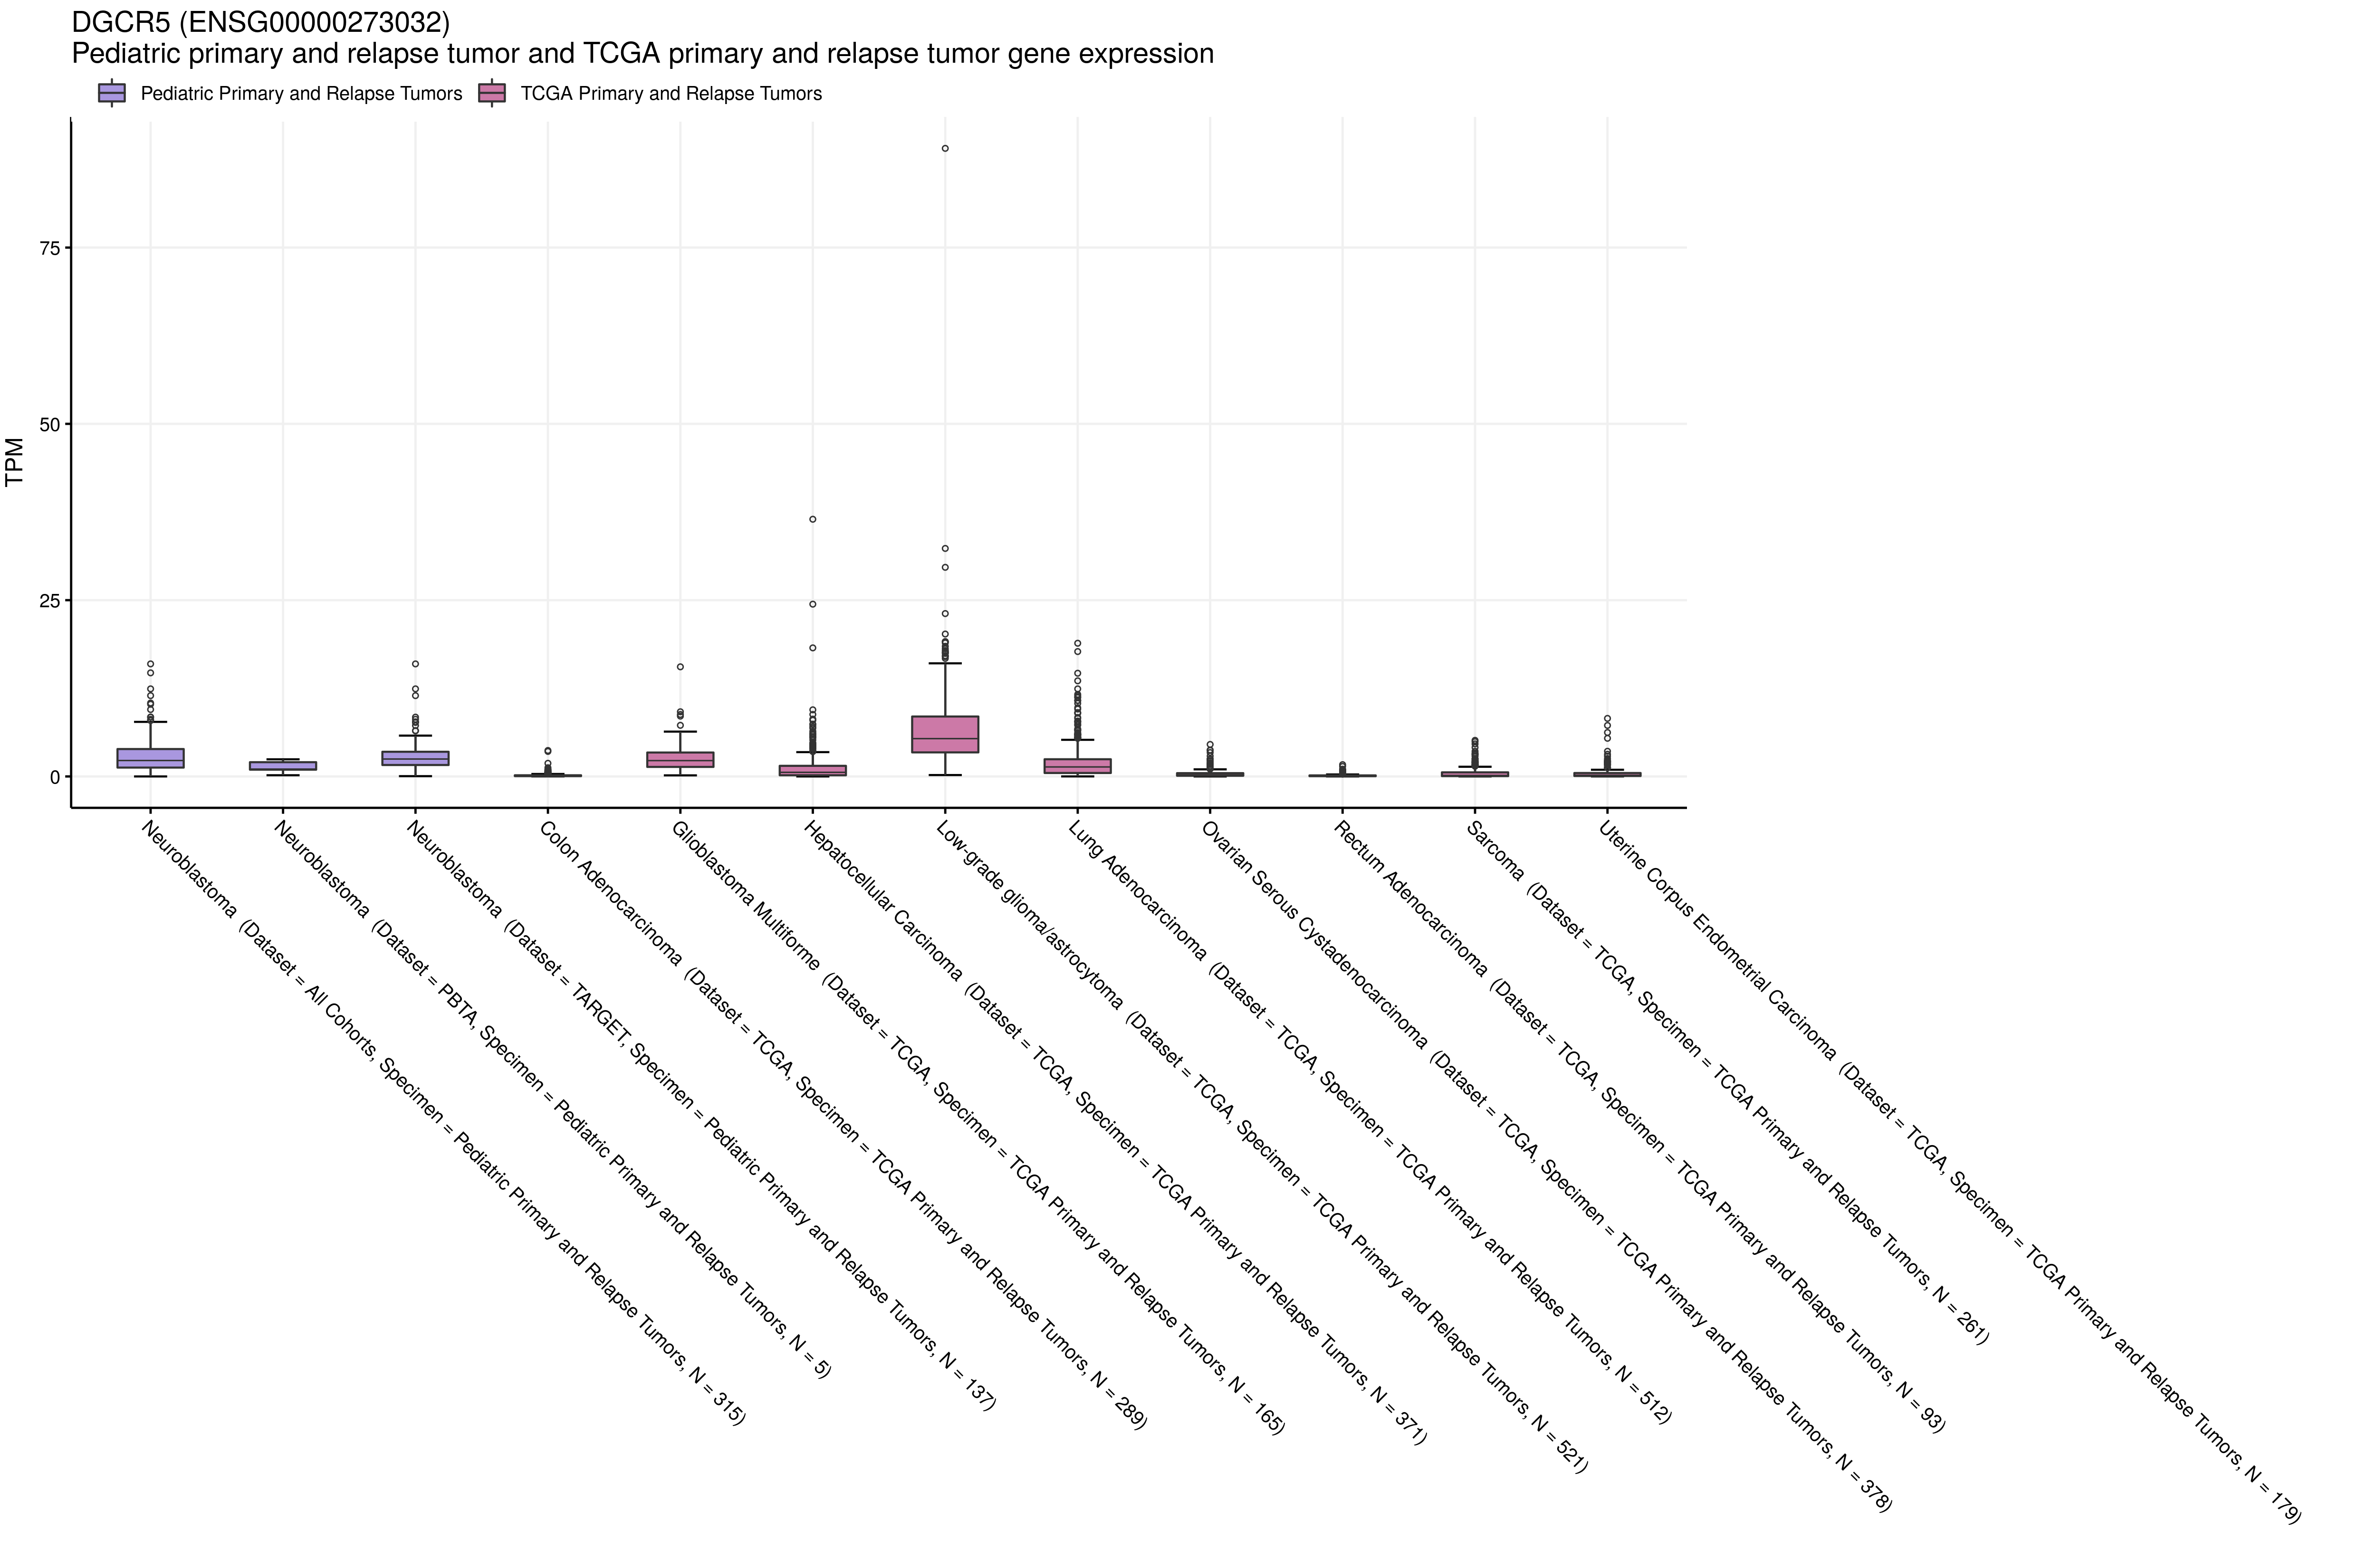 DGCR5 (ENSG00000273032)
Pediatric primary and relapse tumor and TCGA primary and relapse tumor gene expression
Pediatric Primary and Relapse Tumors
TCGA Primary and Relapse Tumors
TPM
75
50
25
0
Neuroblastoma  (Dataset = All Cohorts, Specimen = Pediatric Primary and Relapse Tumors, N = 315)
Neuroblastoma  (Dataset = PBTA, Specimen = Pediatric Primary and Relapse Tumors, N = 5)
Neuroblastoma  (Dataset = TARGET, Specimen = Pediatric Primary and Relapse Tumors, N = 137)
Colon Adenocarcinoma  (Dataset = TCGA, Specimen = TCGA Primary and Relapse Tumors, N = 289)
Glioblastoma Multiforme  (Dataset = TCGA, Specimen = TCGA Primary and Relapse Tumors, N = 165)
Hepatocellular Carcinoma  (Dataset = TCGA, Specimen = TCGA Primary and Relapse Tumors, N = 371)
Low-grade glioma/astrocytoma  (Dataset = TCGA, Specimen = TCGA Primary and Relapse Tumors, N = 521)
Lung Adenocarcinoma  (Dataset = TCGA, Specimen = TCGA Primary and Relapse Tumors, N = 512)
Ovarian Serous Cystadenocarcinoma  (Dataset = TCGA, Specimen = TCGA Primary and Relapse Tumors, N = 378)
Rectum Adenocarcinoma  (Dataset = TCGA, Specimen = TCGA Primary and Relapse Tumors, N = 93)
Sarcoma  (Dataset = TCGA, Specimen = TCGA Primary and Relapse Tumors, N = 261)
Uterine Corpus Endometrial Carcinoma  (Dataset = TCGA, Specimen = TCGA Primary and Relapse Tumors, N = 179)